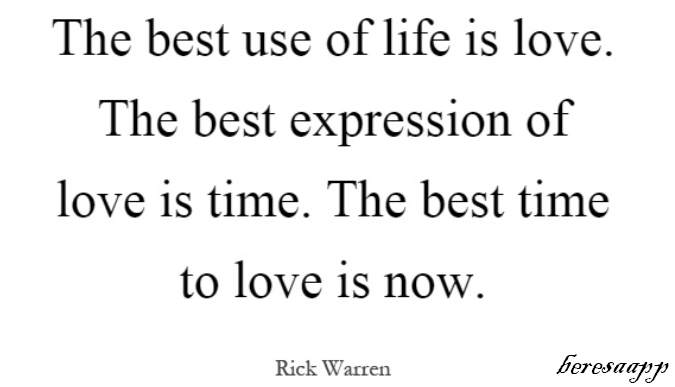 The best use of life is love.
The best expression of
love is time. The best time
to love is now.
Rick Warren
beresaapp